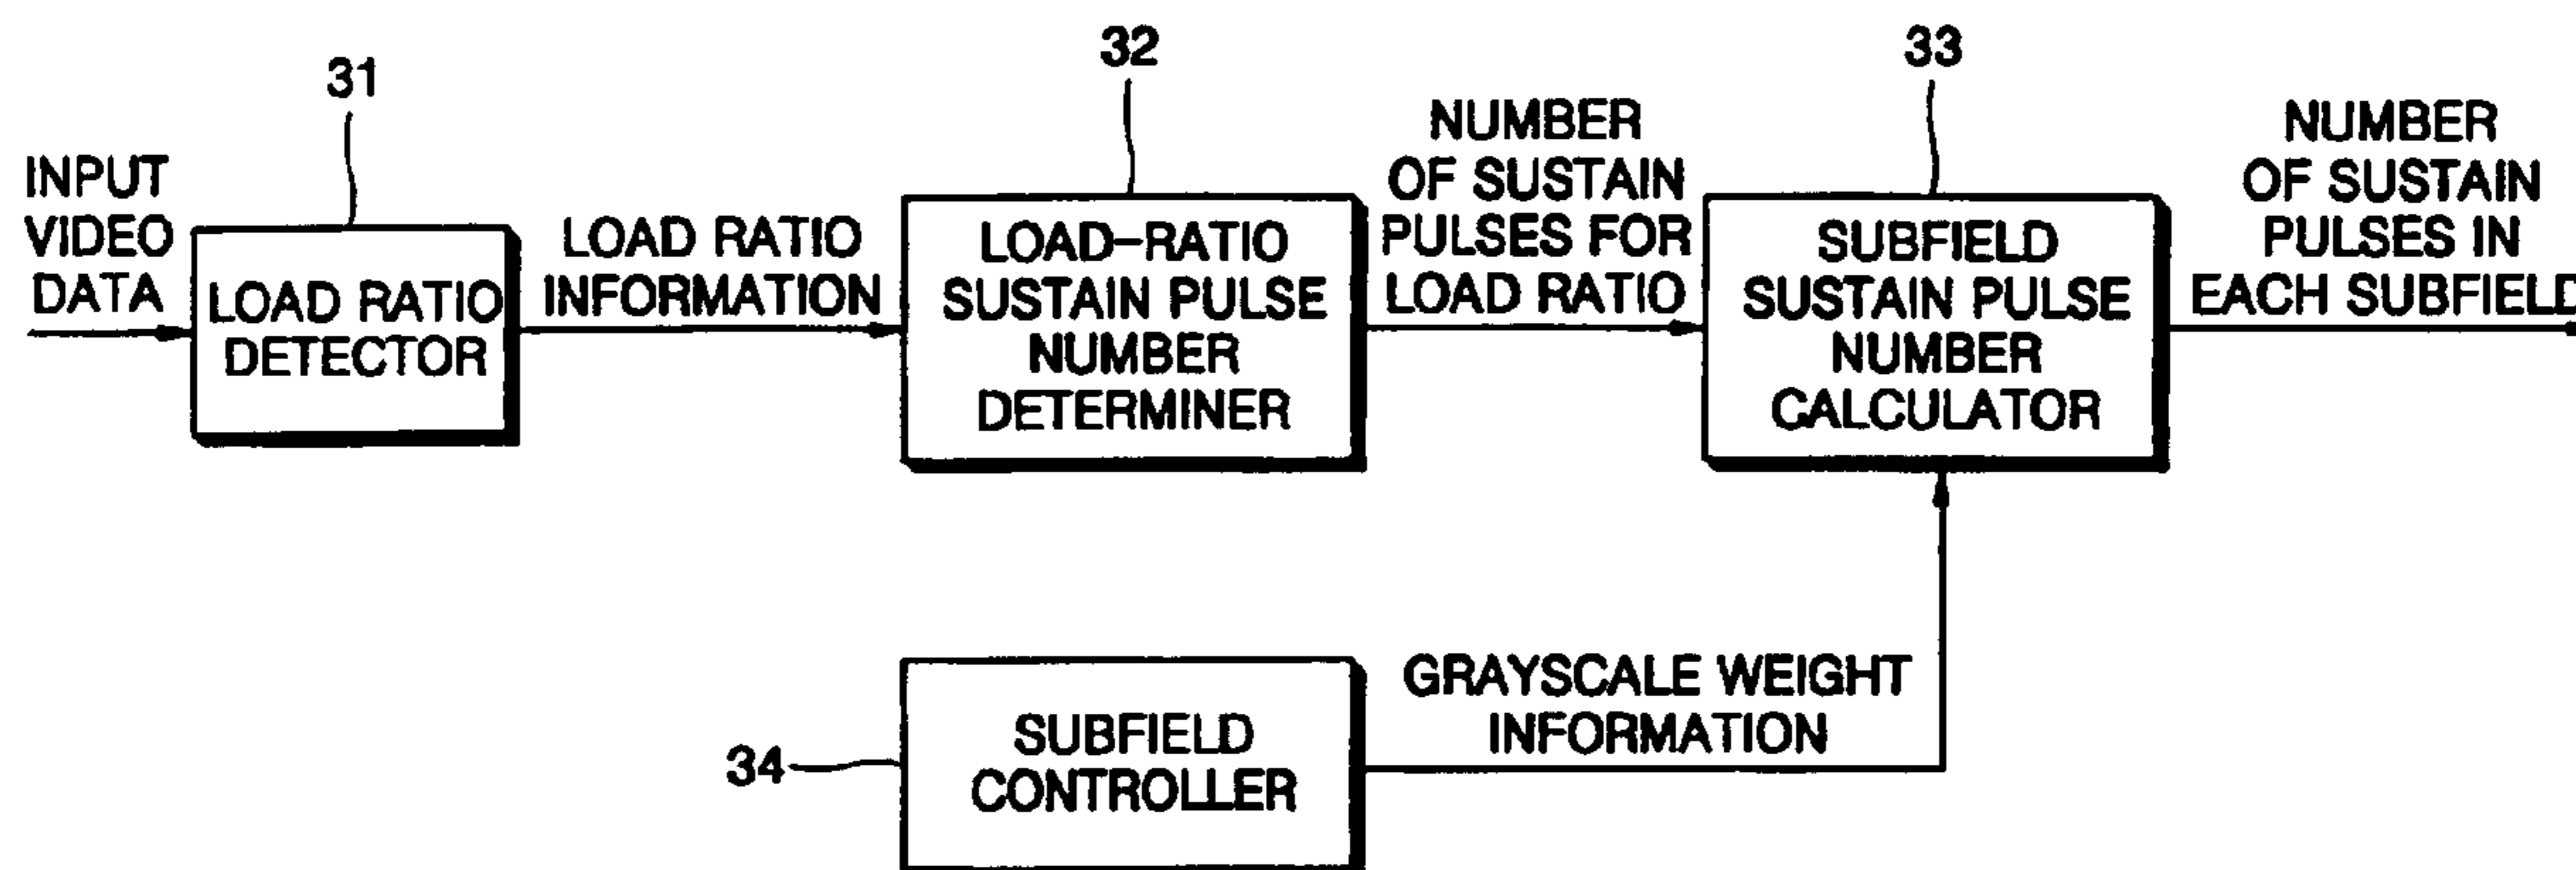 31
32
33
INPUT
VIDEO
DATA
LOAD RATIO
DETECTOR
LOAD RATIO
INFORMATION
LOAD-RATIO
SUSTAIN PULSE
NUMBER
DETERMINER
NUMBER
OF SUSTAIN
PULSES FOR
LOAD RATIO
SUBFIELD
SUSTAIN PULSE
NUMBER
CALCULATOR
NUMBER
OF SUSTAIN
PULSES IN
EACH SUBFIELD
34
SUBFIELD
CONTROLLER
GRAYSCALE WEIGHT
INFORMATION